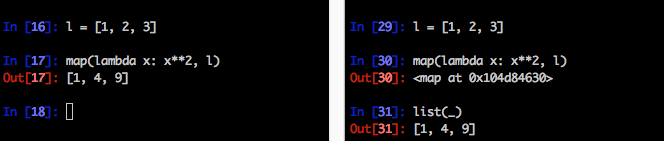 In [16]: l = [1, 2, 3]
In [17]: map(lambda x: x**2, l)
Out[17]: [1, 4, 9]
In [18]:
In [29]: l = [1, 2, 3]
In [30]: map(lambda x: x**2, l)
Out[30]: <map at 0x104d84630>
In [31]: list(_)
Out[31]: [1, 4, 9]